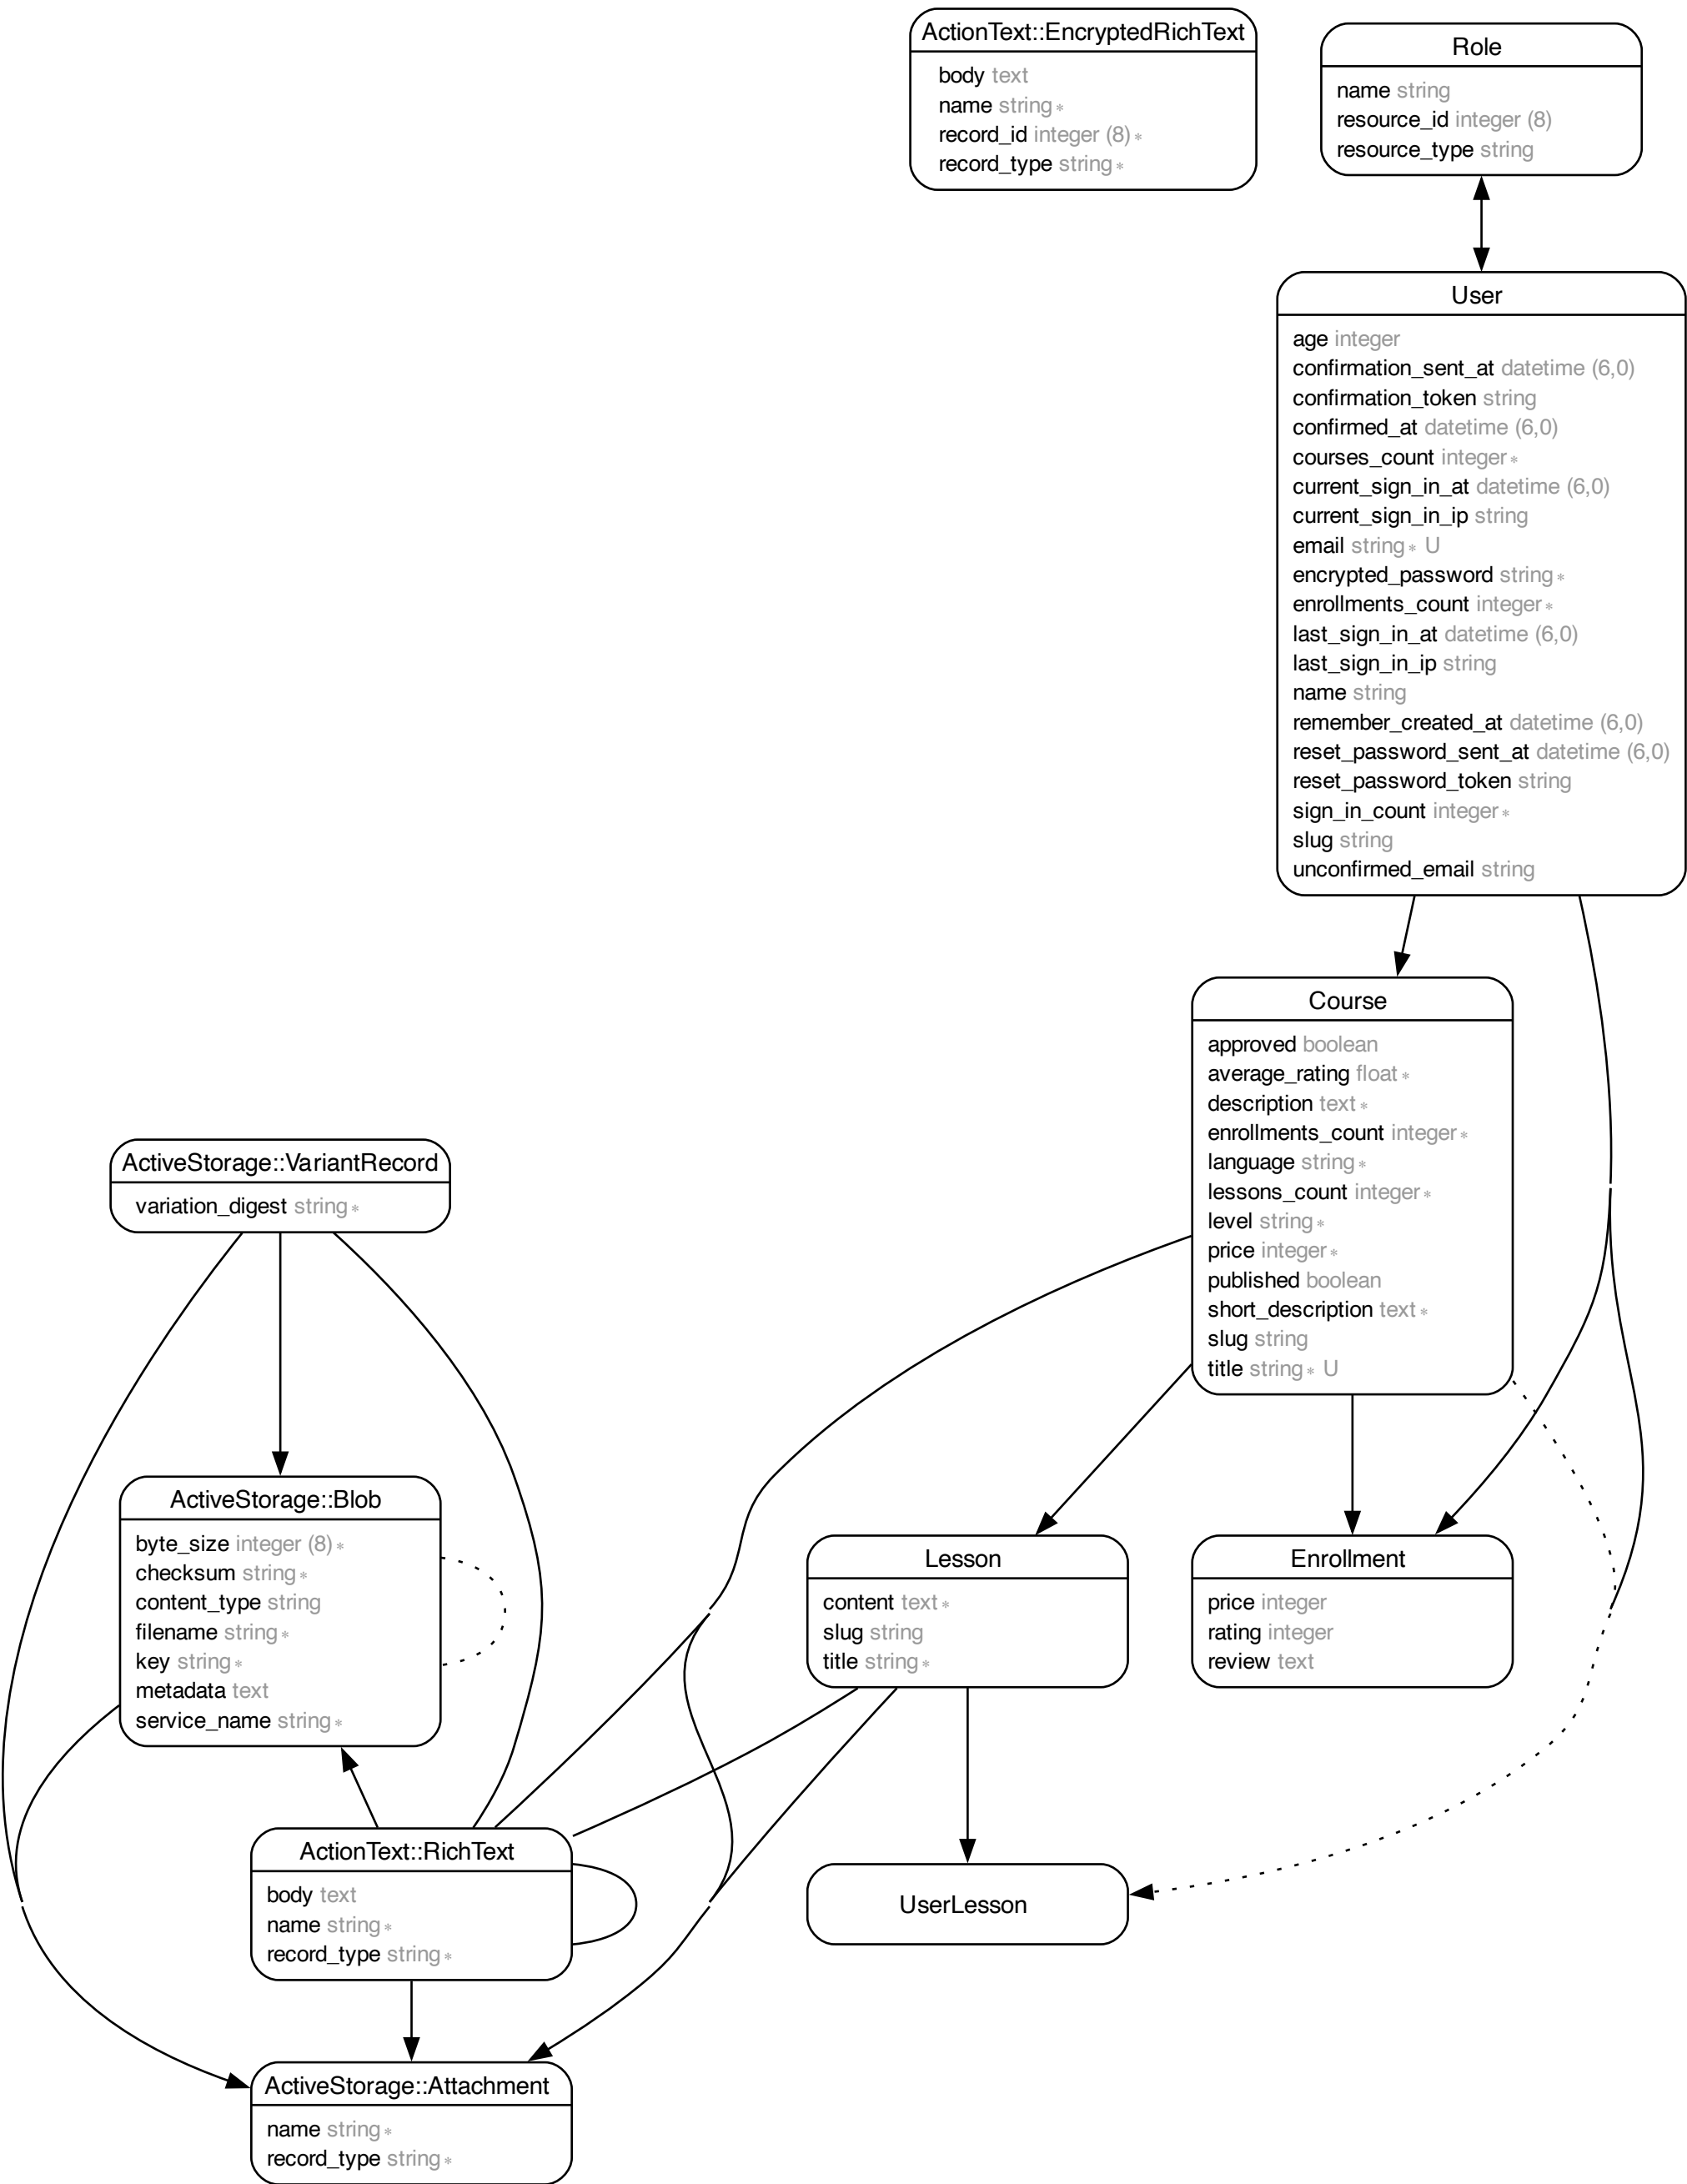 ActionText::EncryptedRichText
body text
name string *
record_id integer (8) *
record_type string *
Role
name string
resource_id integer (8)
resource_type string
User
age integer
confirmation_sent_at datetime (6,0)
confirmation_token string
confirmed_at datetime (6,0)
courses_count integer *
current_sign_in_at datetime (6,0)
current_sign_in_ip string
email string * U
encrypted_password string *
enrollments_count integer *
last_sign_in_at datetime (6,0)
last_sign_in_ip string
name string
remember_created_at datetime (6,0)
reset_password_sent_at datetime (6,0)
reset_password_token string
sign_in_count integer *
slug string
unconfirmed_email string
Course
approved boolean
average_rating float *
description text *
enrollments_count integer *
language string *
lessons_count integer *
level string *
price integer *
published boolean
short_description text *
slug string
title string * U
ActiveStorage::VariantRecord
variation_digest string *
ActiveStorage::Blob
byte_size integer (8) *
checksum string *
content_type string
filename string *
key string *
metadata text
service_name string *
Lesson
content text *
slug string
title string *
Enrollment
price integer
rating integer
review text
ActionText::RichText
body text
name string *
record_type string *
UserLesson
ActiveStorage::Attachment
name string *
record_type string *